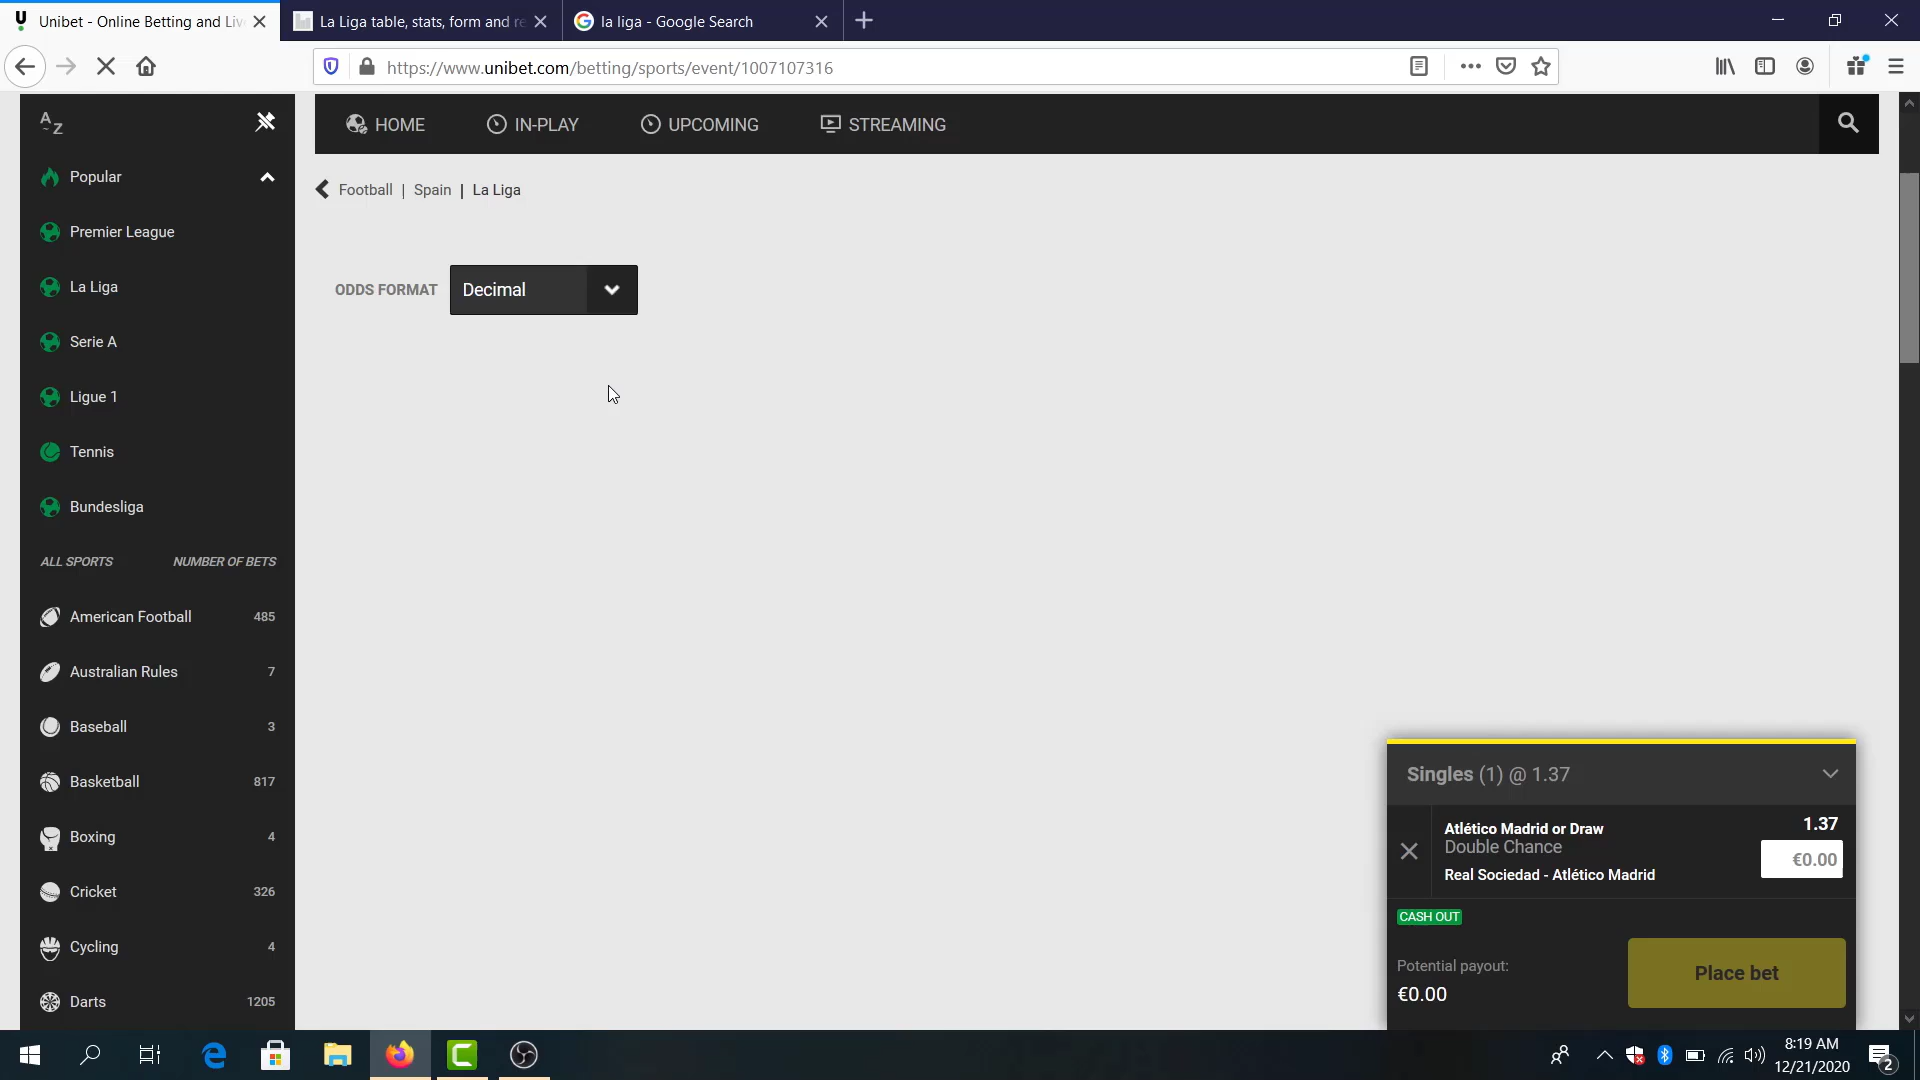 Unibet - Online Betting and Liv
La Liga table, stats, form and re
la liga - Google Search
https://www.unibet.com/betting/sports/event/1007107316
A
~Z
HOME
IN-PLAY
UPCOMING
STREAMING
Popular
Football | Spain | La Liga
Premier League
La Liga
ODDS FORMAT
Decimal
Serie A
Ligue 1
Tennis
Bundesliga
ALL SPORTS NUMBER OF BETS
American Football 485
Australian Rules 7
Baseball 3
Basketball 817
Boxing 4
Cricket 326
Cycling 4
Darts 1205
Singles (1) @ 1.37
Atlético Madrid or Draw 1.37
Double Chance €0.00
Real Sociedad - Atlético Madrid
CASH OUT
Potential payout:
€0.00
Place bet
8:19 AM
12/21/2020
2